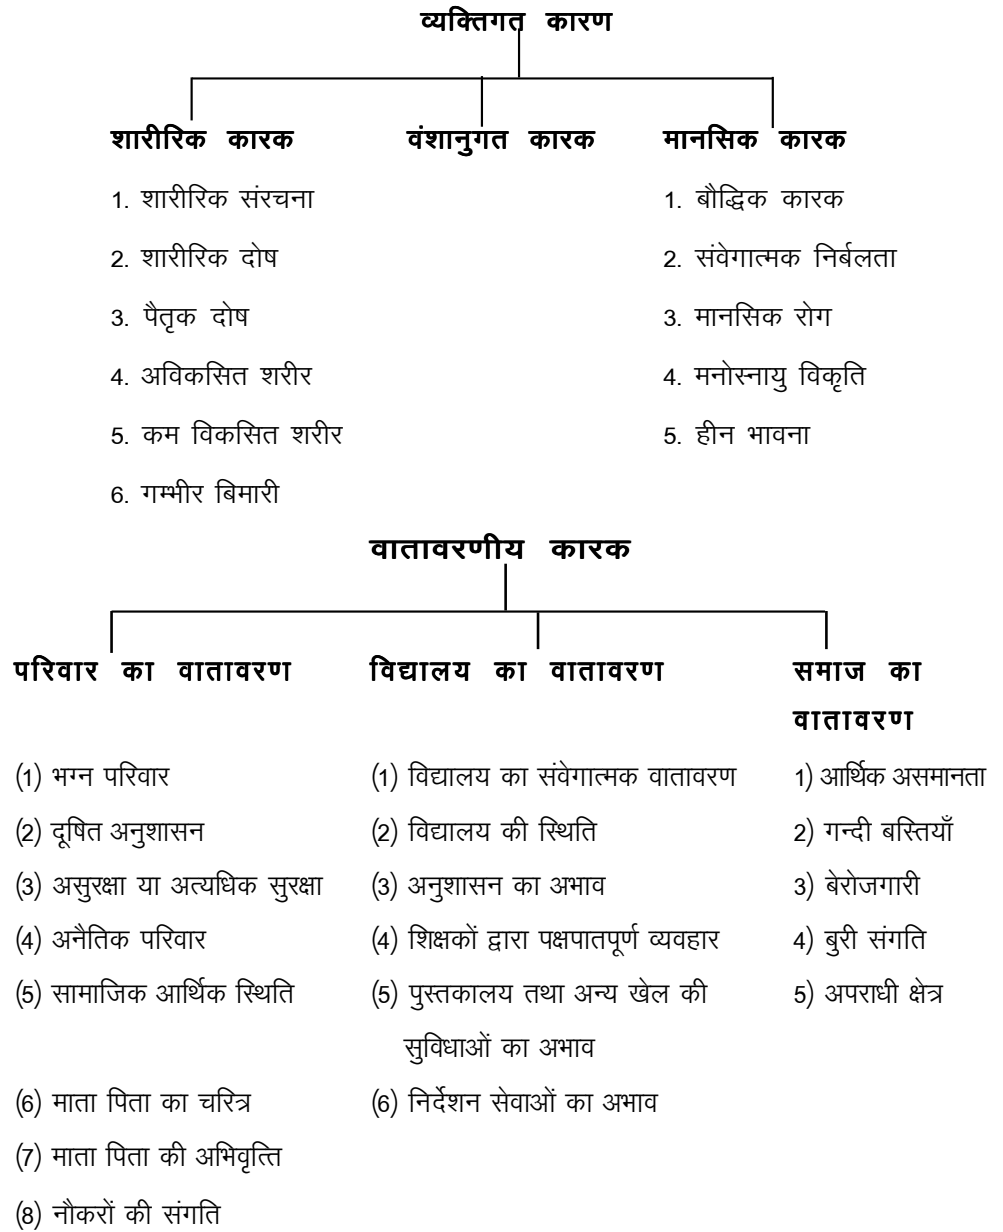 व्यक्तिगत कारण
शारीरिक कारक वंशानुगत कारक मानसिक कारक
1. शारीरिक संरचना 1. बौद्धिक कारक
2. शारीरिक दोष 2. संवेगात्मक निर्बलता
3. पैतृक दोष 3. मानसिक रोग
4. अविकसित शरीर 4. मनोस्नायु विकृति
5. कम विकसित शरीर 5. हीन भावना
6. गम्भीर बिमारी
वातावरणीय कारक
परिवार का वातावरण विद्यालय का वातावरण समाज का
वातावरण
(1) भग्न परिवार (1) विद्यालय का संवेगात्मक वातावरण 1) आर्थिक असमानता
(2) दूषित अनुशासन (2) विद्यालय की स्थिति 2) गन्दी बस्तियाँ
(3) असुरक्षा या अत्यधिक सुरक्षा (3) अनुशासन का अभाव 3) बेरोजगारी
(4) अनैतिक परिवार (4) शिक्षकों द्वारा पक्षपातपूर्ण व्यवहार 4) बुरी संगति
(5) सामाजिक आर्थिक स्थिति (5) पुस्तकालय तथा अन्य खेल की 5) अपराधी क्षेत्र
सुविधाओं का अभाव
(6) माता पिता का चरित्र (6) निर्देशन सेवाओं का अभाव
(7) माता पिता की अभिवृत्ति
(8) नौकरों की संगति